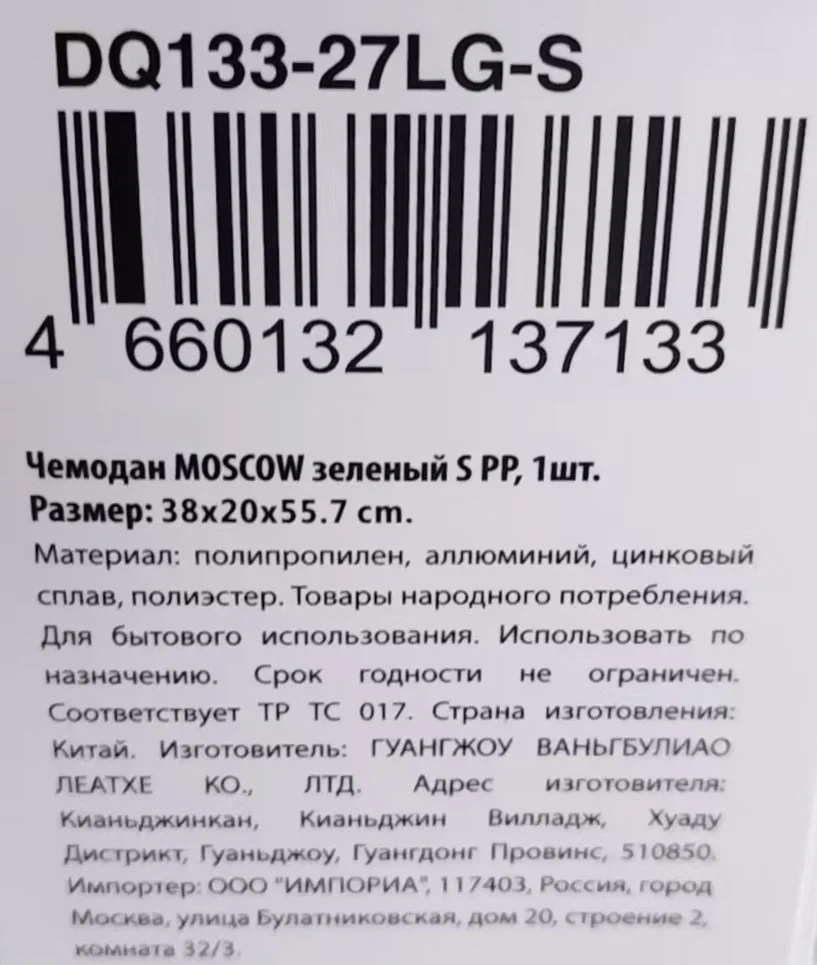 DQ133-27LG-S
4 660132 137133
Чемодан MOSCOW зеленый S PP, 1шт.
Размер: 38x20x55.7 cm.
Материал: полипропилен, аллюминий, цинковый
сплав, полиэстер. Товары народного потребления.
Для бытового использования. Использовать по
назначению. Срок годности не ограничен.
Соответствует ТР ТС 017. Страна изготовления:
Китай. Изготовитель: ГУАНГЖОУ ВАНЬГБУЛИАО
ЛЕАТХЕ КО., ЛТД. Адрес изготовителя:
Кианьджинкан, Кианьджин Вилладж, Хуаду
Дистрикт, Гуаньджоу, Гуангдонг Провинс, 510850.
Импортер: ООО "ИМПОРИА", 117403, Россия, город
Москва, улица Булатниковская, дом 20, строение 2,
комната 32/3.